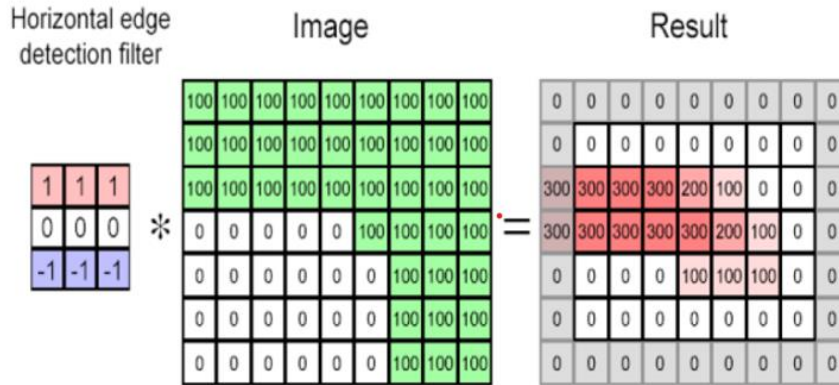 Horizontal edge
detection filter
1 1 1
0 0 0
-1 -1 -1
*
Image
100 100 100 100 100 100 100 100 100
100 100 100 100 100 100 100 100 100
100 100 100 100 100 100 100 100 100
0 0 0 0 0 100 100 100 100
0 0 0 0 0 0 100 100 100
0 0 0 0 0 0 100 100 100
0 0 0 0 0 0 100 100 100
=
Result
0 0 0 0 0 0 0 0 0
0 0 0 0 0 0 0 0 0
300 300 300 300 200 100 0 0 0
300 300 300 300 300 200 100 0 0
0 0 0 0 100 100 100 0 0
0 0 0 0 0 0 0 0 0
0 0 0 0 0 0 0 0 0